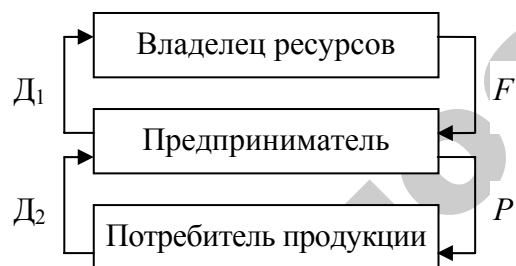 Владелец ресурсов
Д₁
F
Предприниматель
Д₂
P
Потребитель продукции